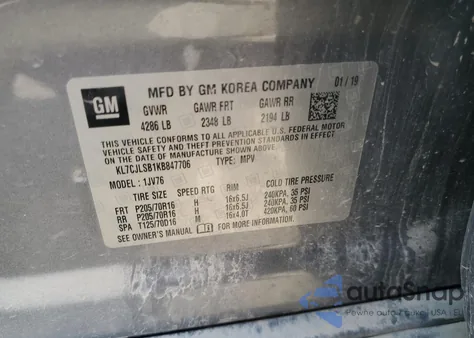 GM
MFD BY GM KOREA COMPANY 01/19
GVWR GAWR FRT GAWR RR
4286 LB 2348 LB 2194 LB
THIS VEHICLE CONFORMS TO ALL APPLICABLE U.S. FEDERAL MOTOR
VEHICLE SAFETY AND THEFT PREVENTION STANDARDS IN EFFECT ON THE DATE OF
MANUFACTURE SHOWN ABOVE.
KL7CJLSB1KB847706 TYPE: MPV
MODEL: 1JV76
SPEED RTG RIM COLD TIRE PRESSURE
FRT P205/70R16 H 16x6.5J 240KPA, 35 PSI
RR P205/70R16 H 16x6.5J 240KPA, 35 PSI
SPA T125/70D16 M 16x4.0T 420KPA, 60 PSI
SEE OWNER'S MANUAL FOR MORE INFORMATION.
autoSnap